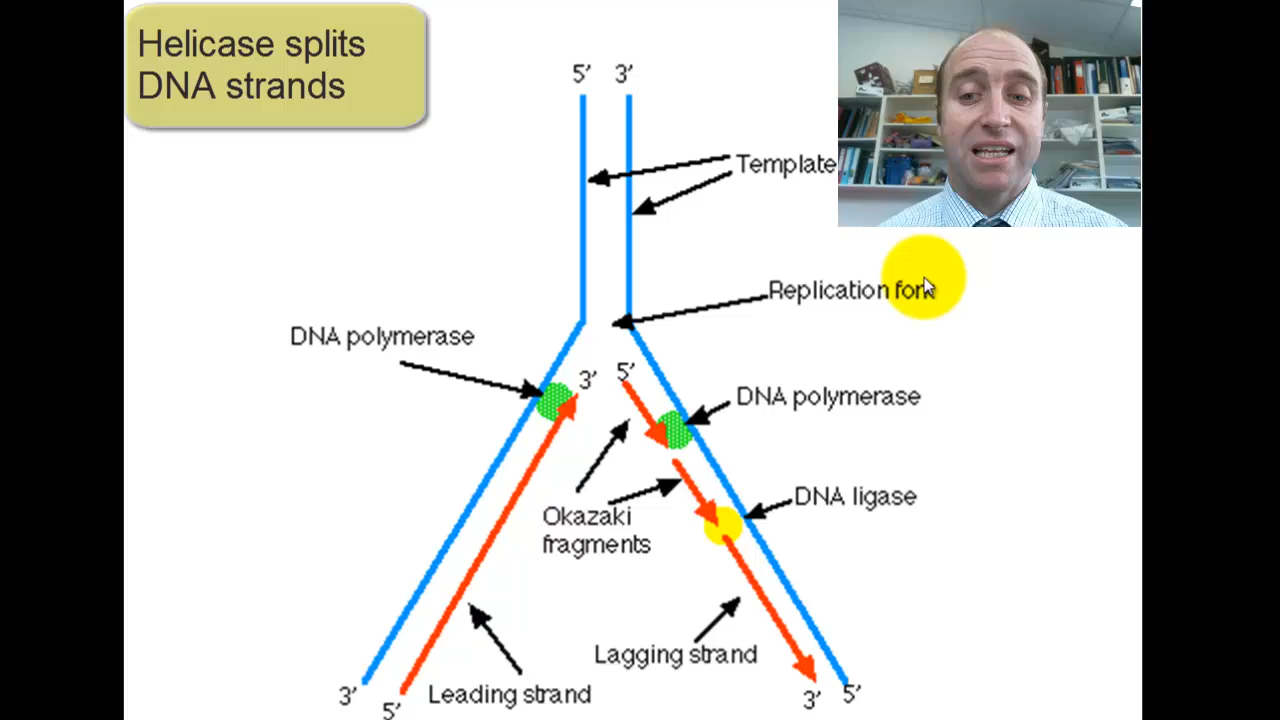 Helicase splits
DNA strands
5' 3'
Template
Replication fork
DNA polymerase
3' 5'
DNA polymerase
DNA ligase
Okazaki
fragments
Lagging strand
Leading strand
3' 5'
3' 5'